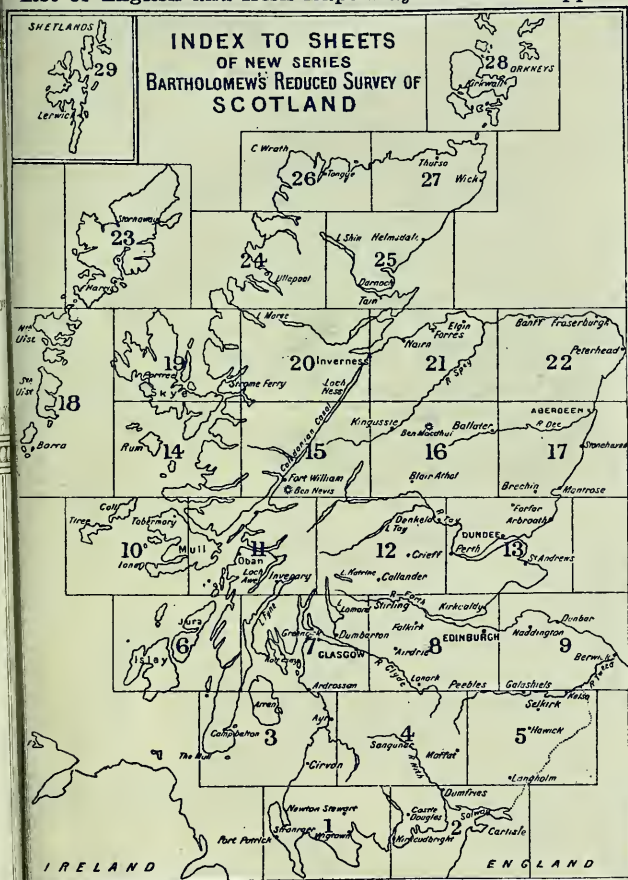 SHETLANDS
29
Lerwick
INDEX TO SHEETS
OF NEW SERIES
BARTHOLOMEW'S REDUCED SURVEY OF
SCOTLAND
28
ORKNEYS
Kirkwall
C Wrath
26
Tongue
Thurso
27
Wick
Stornaway
23
Harris
24
Ullapool
L Shin
Helmsdale
25
Dornoch
Tain
Nth
Uist
Sth
Uist
18
Barra
19
Portree
Skye
Strome Ferry
L Maree
20
Inverness
Loch
Ness
Nairn
Elgin
Forres
21
R Spey
Banff
Fraserburgh
Peterhead
22
Rum
14
Caledonian Canal
15
Kingussie
Fort William
Ben Nevis
Ben Macdhui
Ballater
16
Blair Athol
ABERDEEN
R Dee
17
Stonehaven
Brechin
Montrose
Coll
Tiree
Tobermory
10
Iona
Mull
11
Oban
Loch
Awe
Inverary
L Tay
Dunkeld
R Tay
12
Crieff
L Katrine
Callander
Forfar
Arbroath
DUNDEE
Perth
13
St Andrews
Jura
6
Islay
L Fyne
Greenock
7
L
Lomond
Dumbarton
GLASGOW
Rothesay
Ardrossan
Stirling
R Forth
Kirkcaldy
Falkirk
8
EDINBURGH
Airdrie
R Clyde
Lanark
Peebles
Haddington
9
Dunbar
Berwick
R Tweed
Galashiels
Kelso
Selkirk
Arran
Campbelton
3
The Mull
Ayr
Girvan
4
Sanquhar
R Nith
Moffat
5
Hawick
Langholm
Newton Stewart
Port Patrick
Stranraer
1
Wigtown
Castle
Douglas
Kirkcudbright
Dumfries
2
Solway
Carlisle
IRELAND
ENGLAND